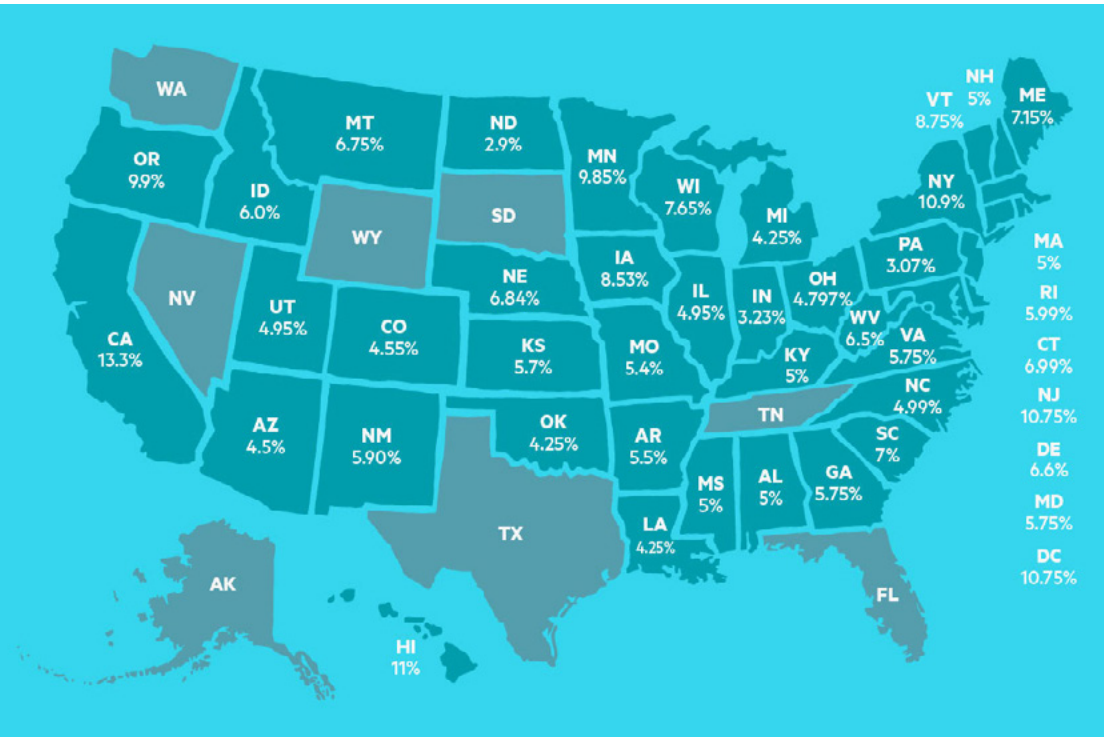 WA
MT
6.75%
ND
2.9%
MN
9.85%
OR
9.9%
ID
6.0%
WY
SD
WI
7.65%
MI
4.25%
NH
5%
VT
8.75%
ME
7.15%
NY
10.9%
PA
3.07%
NV
UT
4.95%
CO
4.55%
NE
6.84%
IA
8.53%
IL
4.95%
IN
3.23%
OH
4.797%
WV
6.5%
VA
5.75%
CA
13.3%
KS
5.7%
MO
5.4%
KY
5%
NC
4.99%
TN
SC
7%
AZ
4.5%
NM
5.90%
OK
4.25%
AR
5.5%
MS
5%
AL
5%
GA
5.75%
LA
4.25%
TX
FL
AK
HI
11%
MA
5%
RI
5.99%
CT
6.99%
NJ
10.75%
DE
6.6%
MD
5.75%
DC
10.75%